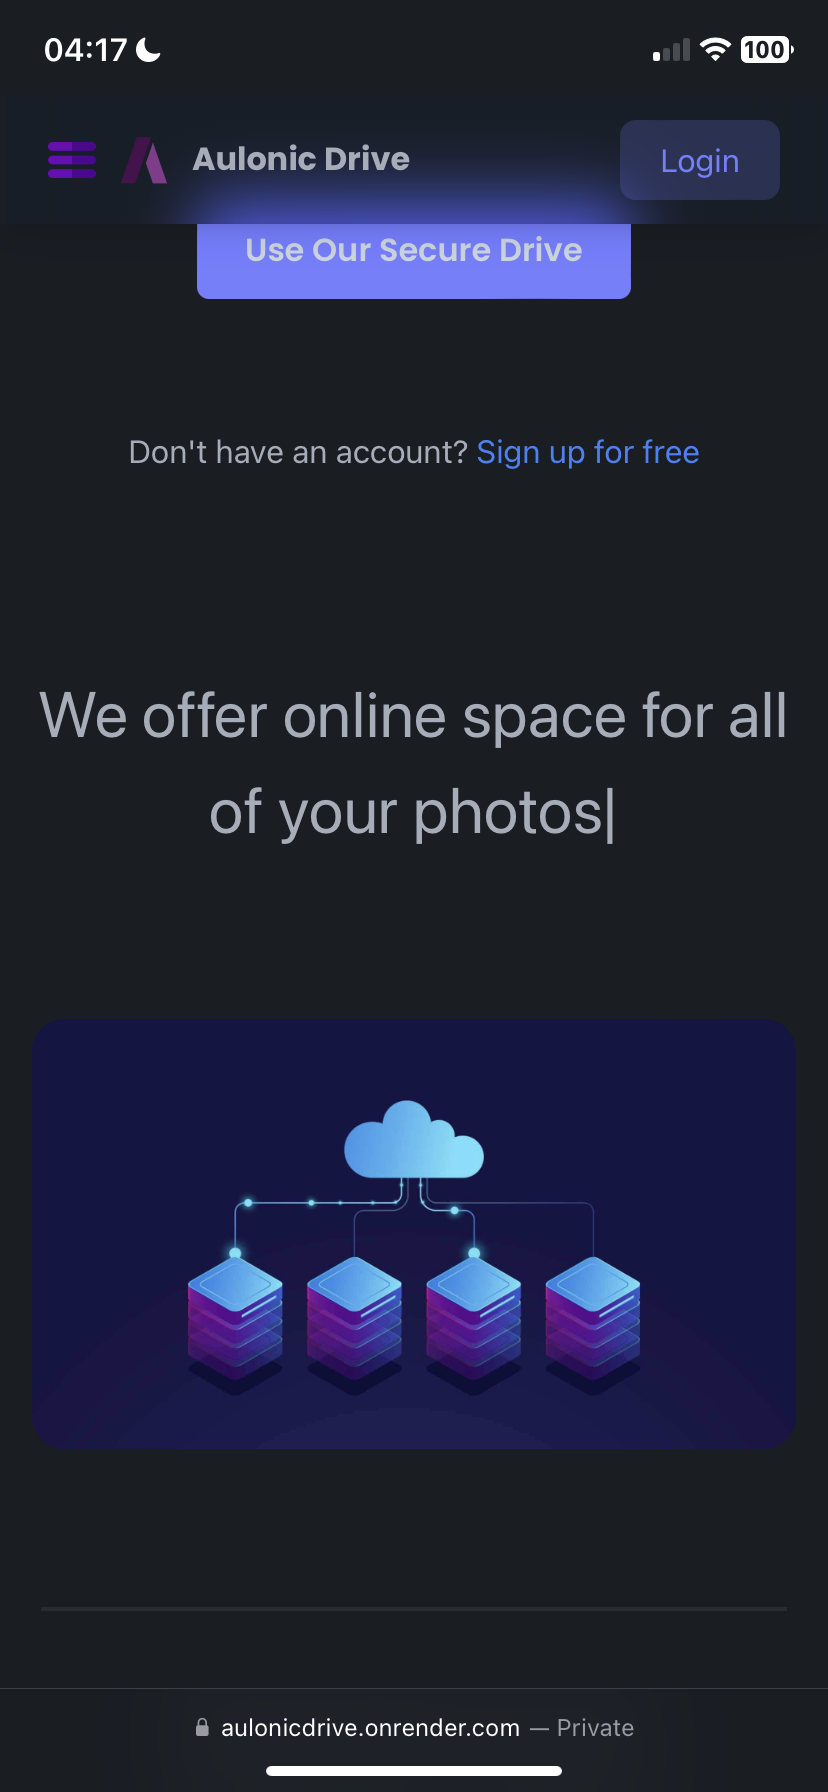 04:17
100
Aulonic Drive
Login
Use Our Secure Drive
Don't have an account? Sign up for free
We offer online space for all
of your photos|
aulonicdrive.onrender.com — Private